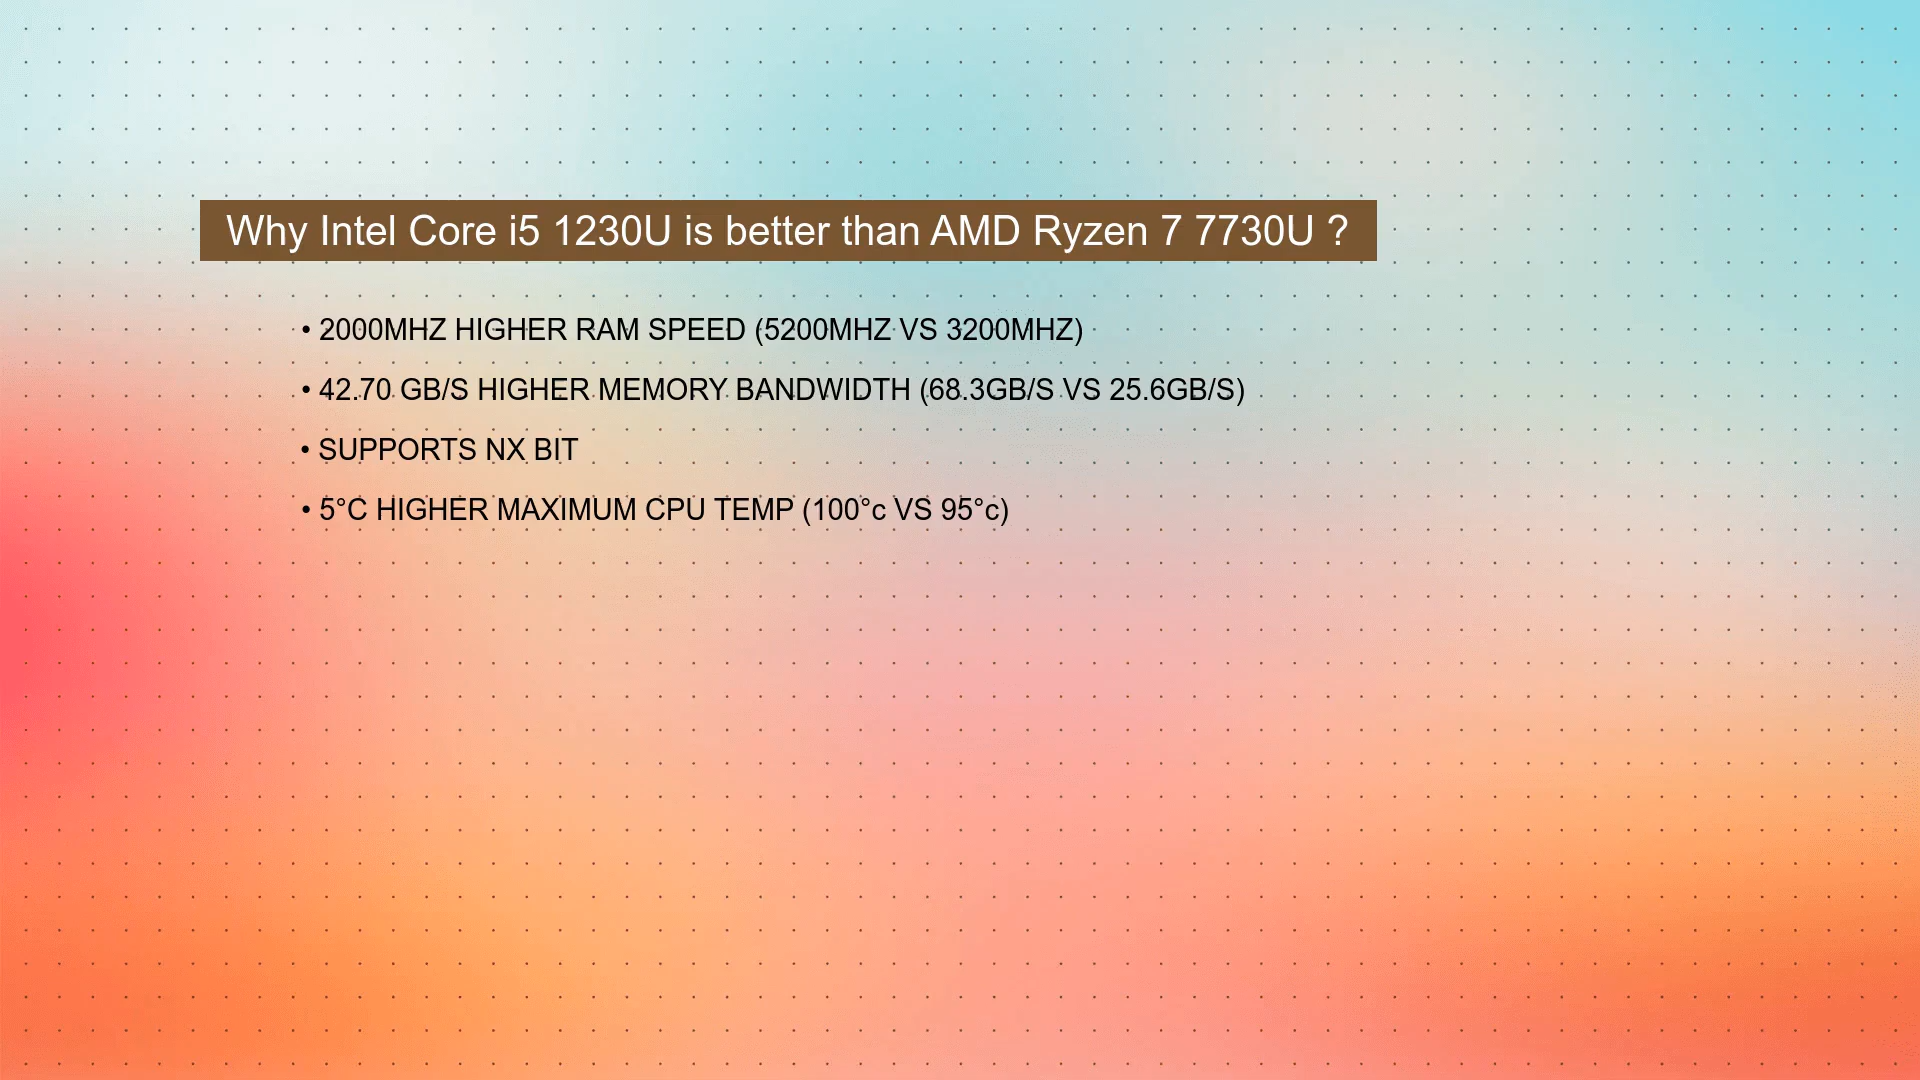 Why Intel Core i5 1230U is better than AMD Ryzen 7 7730U ?
• 2000MHZ HIGHER RAM SPEED (5200MHZ VS 3200MHZ)
• 42.70 GB/S HIGHER MEMORY BANDWIDTH (68.3GB/S VS 25.6GB/S)
• SUPPORTS NX BIT
• 5°C HIGHER MAXIMUM CPU TEMP (100°c VS 95°c)